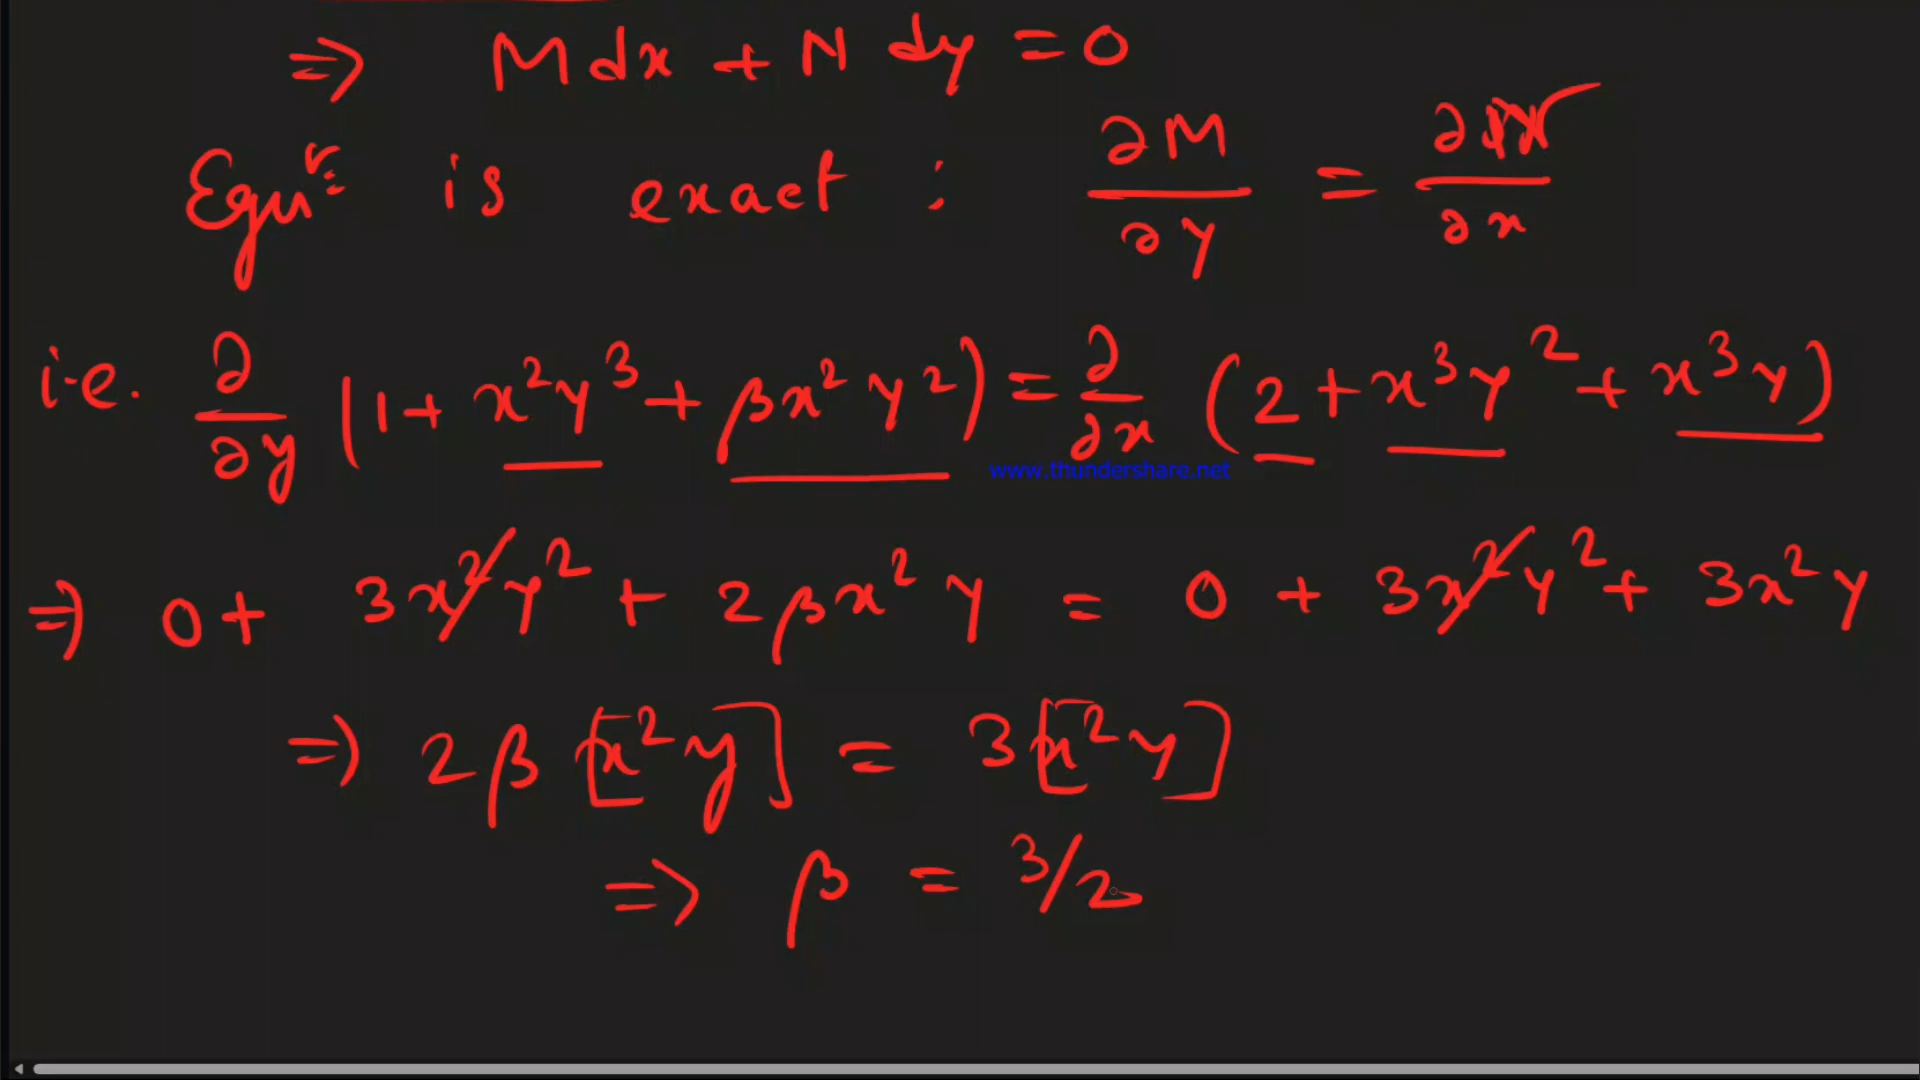 ⇒ M dx + N dy = 0
Equⁿ is exact : ∂M/∂y = ∂N/∂x
i.e. ∂/∂y (1 + x²y³ + βx²y²) = ∂/∂x (2 + x³y² + x³y)
www.thundershare.net
⇒ 0 + 3x²y² + 2βx²y = 0 + 3x²y² + 3x²y
⇒ 2β [x²y] = 3[x²y]
⇒ β = 3/2